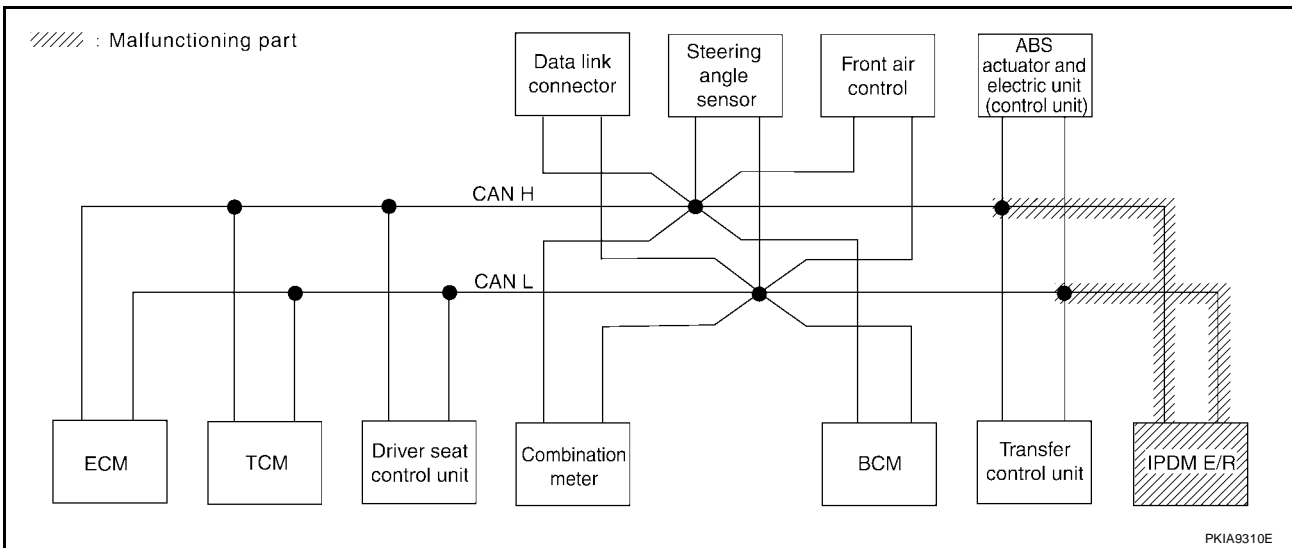 : Malfunctioning part
Data link
connector
Steering
angle
sensor
Front air
control
ABS
actuator and
electric unit
(control unit)
CAN H
CAN L
ECM
TCM
Driver seat
control unit
Combination
meter
BCM
Transfer
control unit
IPDM E/R
PKIA9310E